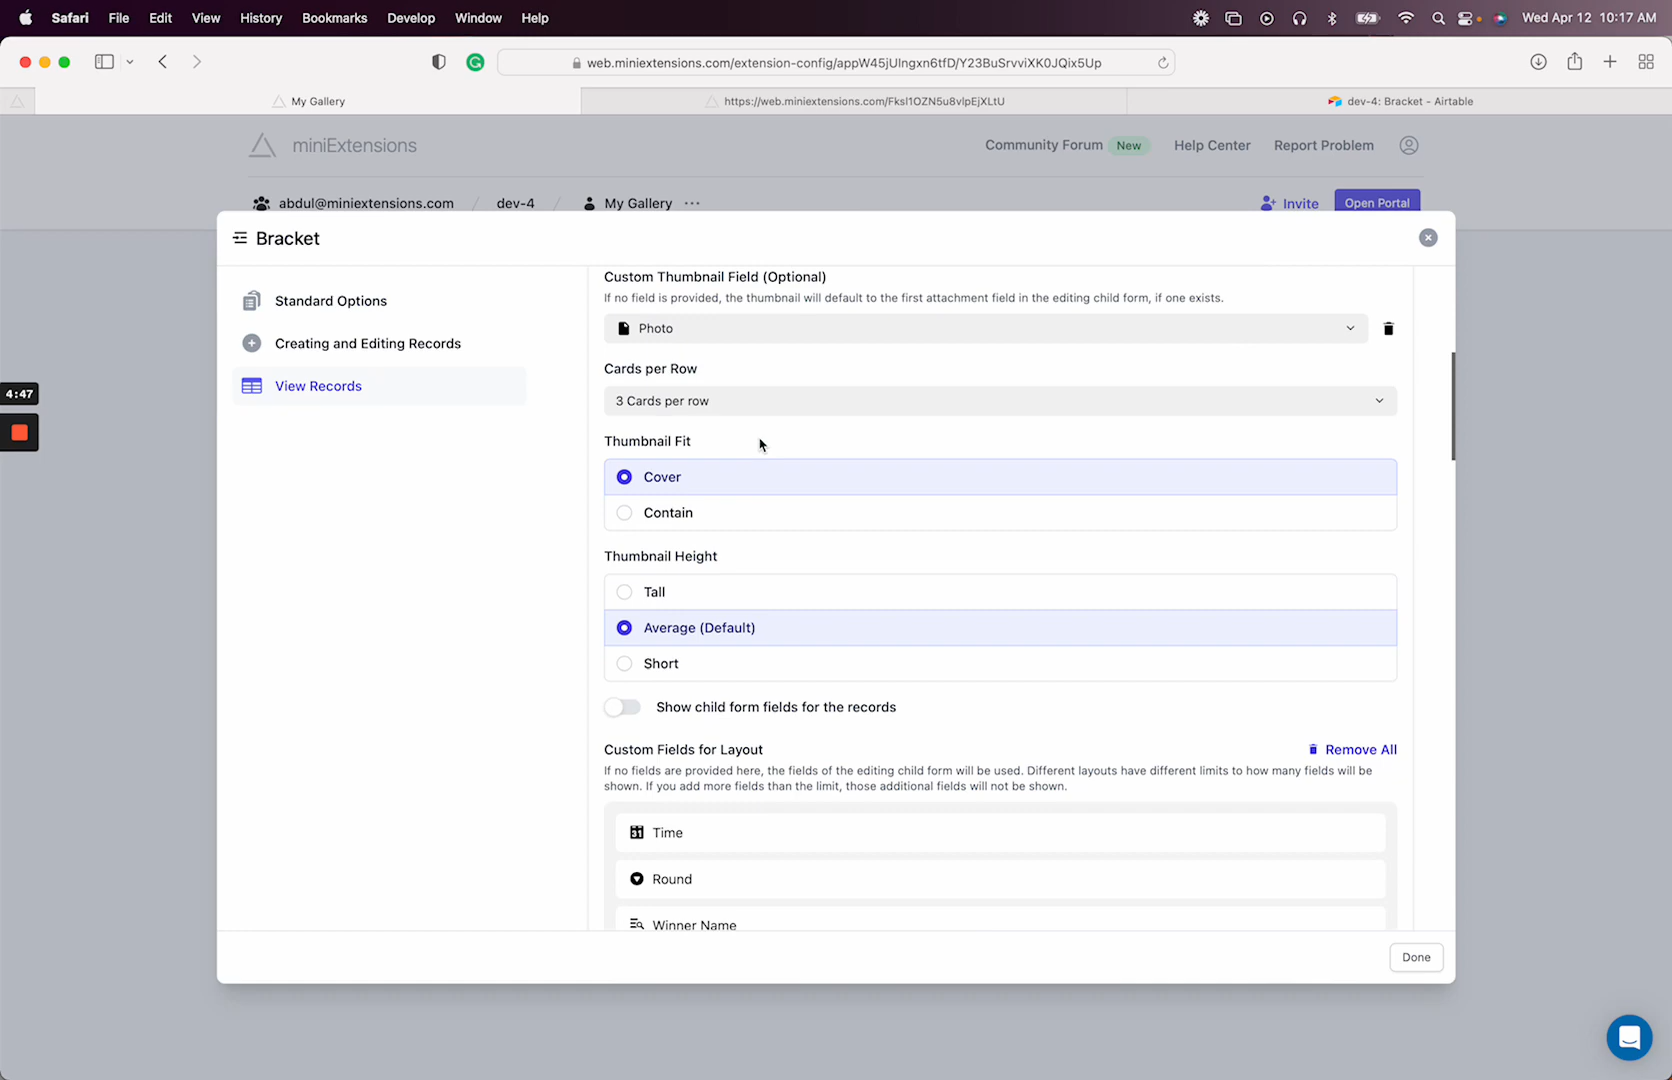 Safari File Edit View History Bookmarks Develop Window Help Wed Apr 12 10:17 AM
web.miniextensions.com/extension-config/appW45jUIngxn6tfD/Y23BuSrvviXK0JQix5Up
My Gallery https://web.miniextensions.com/Fksl1OZN5u8vlpEjXLtU dev-4: Bracket - Airtable
miniExtensions Community Forum New Help Center Report Problem
abdul@miniextensions.com / dev-4 / My Gallery ... Invite Open Portal
Bracket
Standard Options
Creating and Editing Records
View Records
4:47
Custom Thumbnail Field (Optional)
If no field is provided, the thumbnail will default to the first attachment field in the editing child form, if one exists.
Photo
Cards per Row
3 Cards per row
Thumbnail Fit
Cover
Contain
Thumbnail Height
Tall
Average (Default)
Short
Show child form fields for the records
Custom Fields for Layout Remove All
If no fields are provided here, the fields of the editing child form will be used. Different layouts have different limits to how many fields will be
shown. If you add more fields than the limit, those additional fields will not be shown.
31 Time
Round
Winner Name
Done